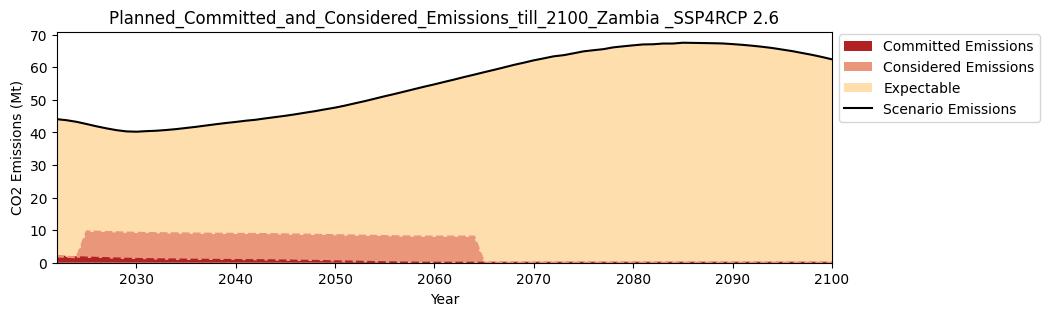 Planned_Committed_and_Considered_Emissions_till_2100_Zambia _SSP4RCP 2.6
70
60
50
40
30
20
10
0
CO2 Emissions (Mt)
2030 2040 2050 2060 2070 2080 2090 2100
Year
Committed Emissions
Considered Emissions
Expectable
Scenario Emissions